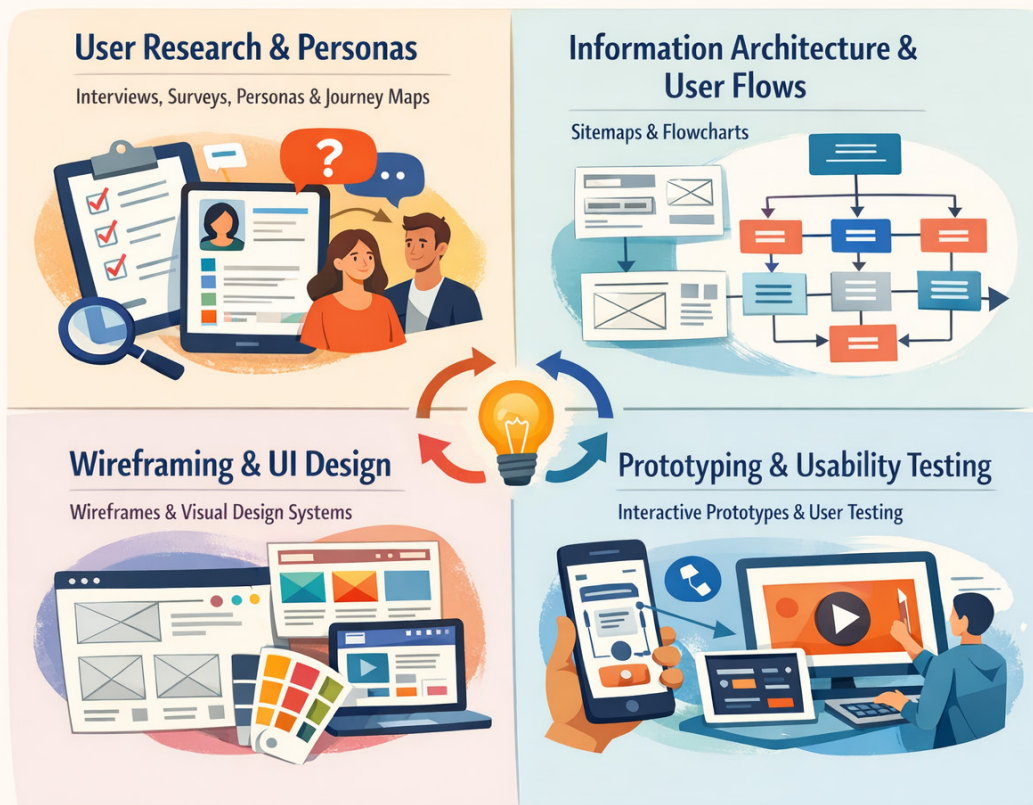 User Research & Personas
Interviews, Surveys, Personas & Journey Maps
?
Information Architecture &
User Flows
Sitemaps & Flowcharts
Wireframing & UI Design
Wireframes & Visual Design Systems
Prototyping & Usability Testing
Interactive Prototypes & User Testing